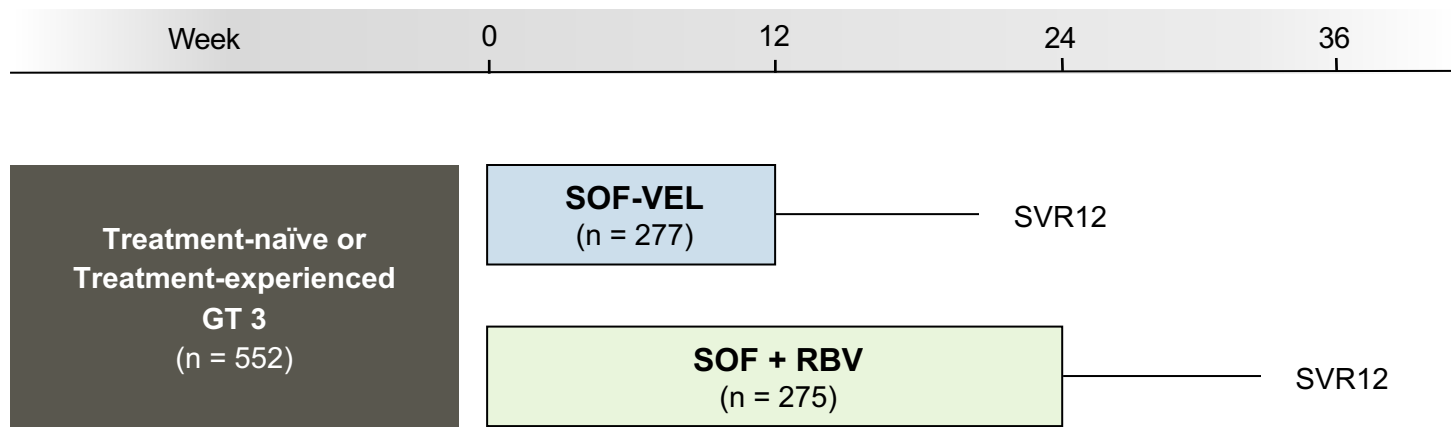 Week 0 12 24 36
Treatment-naïve or
Treatment-experienced
GT 3
(n = 552)
SOF-VEL
(n = 277)
SVR12
SOF + RBV
(n = 275)
SVR12